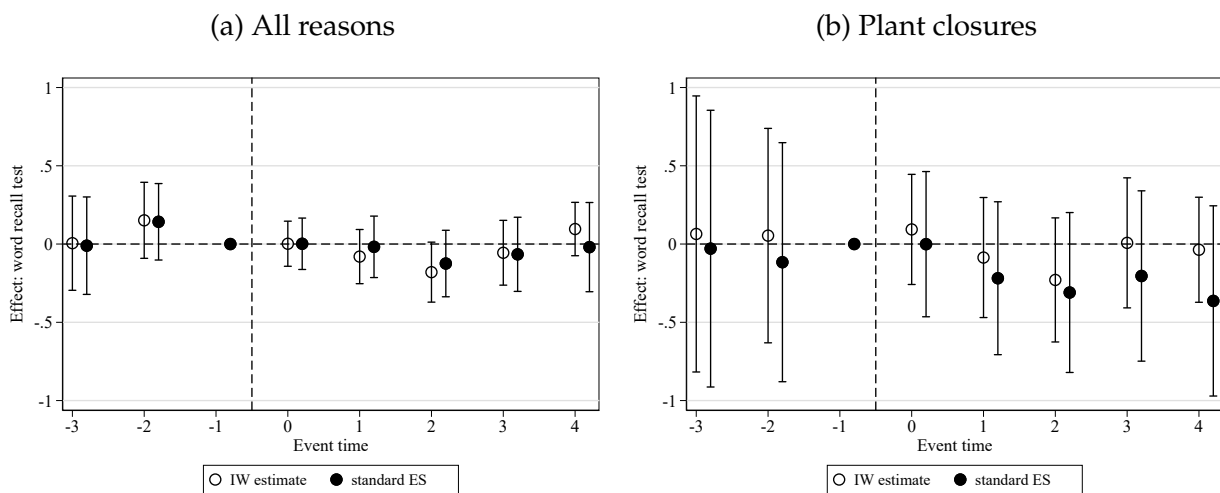 (a) All reasons
1
.5
0
-.5
-1
Effect: word recall test
-3 -2 -1 0 1 2 3 4
Event time
IW estimate standard ES
(b) Plant closures
1
.5
0
-.5
-1
Effect: word recall test
-3 -2 -1 0 1 2 3 4
Event time
IW estimate standard ES